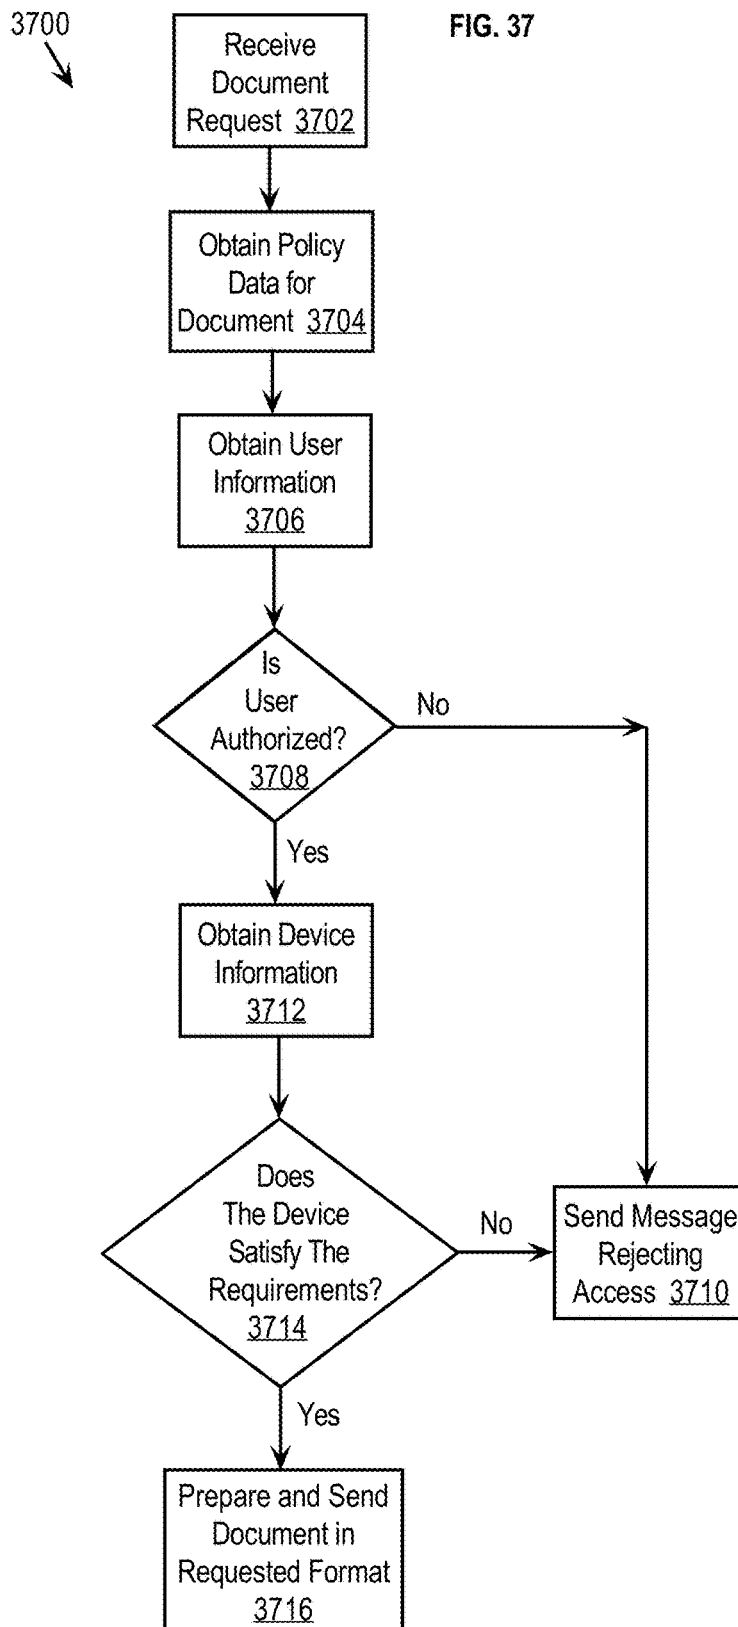 3700
FIG. 37
Receive
Document
Request 3702
Obtain Policy
Data for
Document 3704
Obtain User
Information
3706
Is
User
Authorized?
3708
No
Yes
Obtain Device
Information
3712
Does
The Device
Satisfy The
Requirements?
3714
No
Send Message
Rejecting
Access 3710
Yes
Prepare and Send
Document in
Requested Format
3716